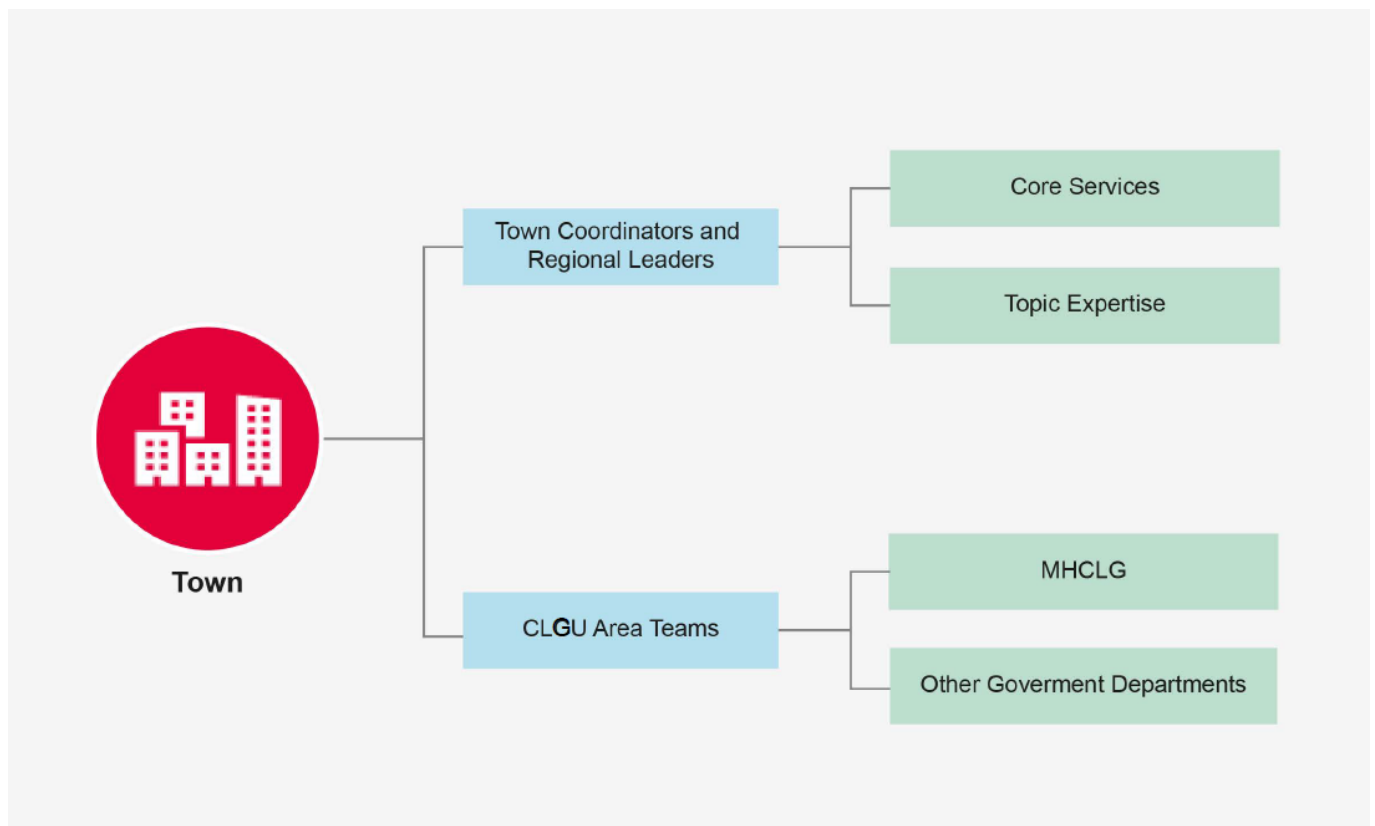 Core Services
Town Coordinators and
Regional Leaders
Topic Expertise
Town
MHCLG
CLGU Area Teams
Other Goverment Departments